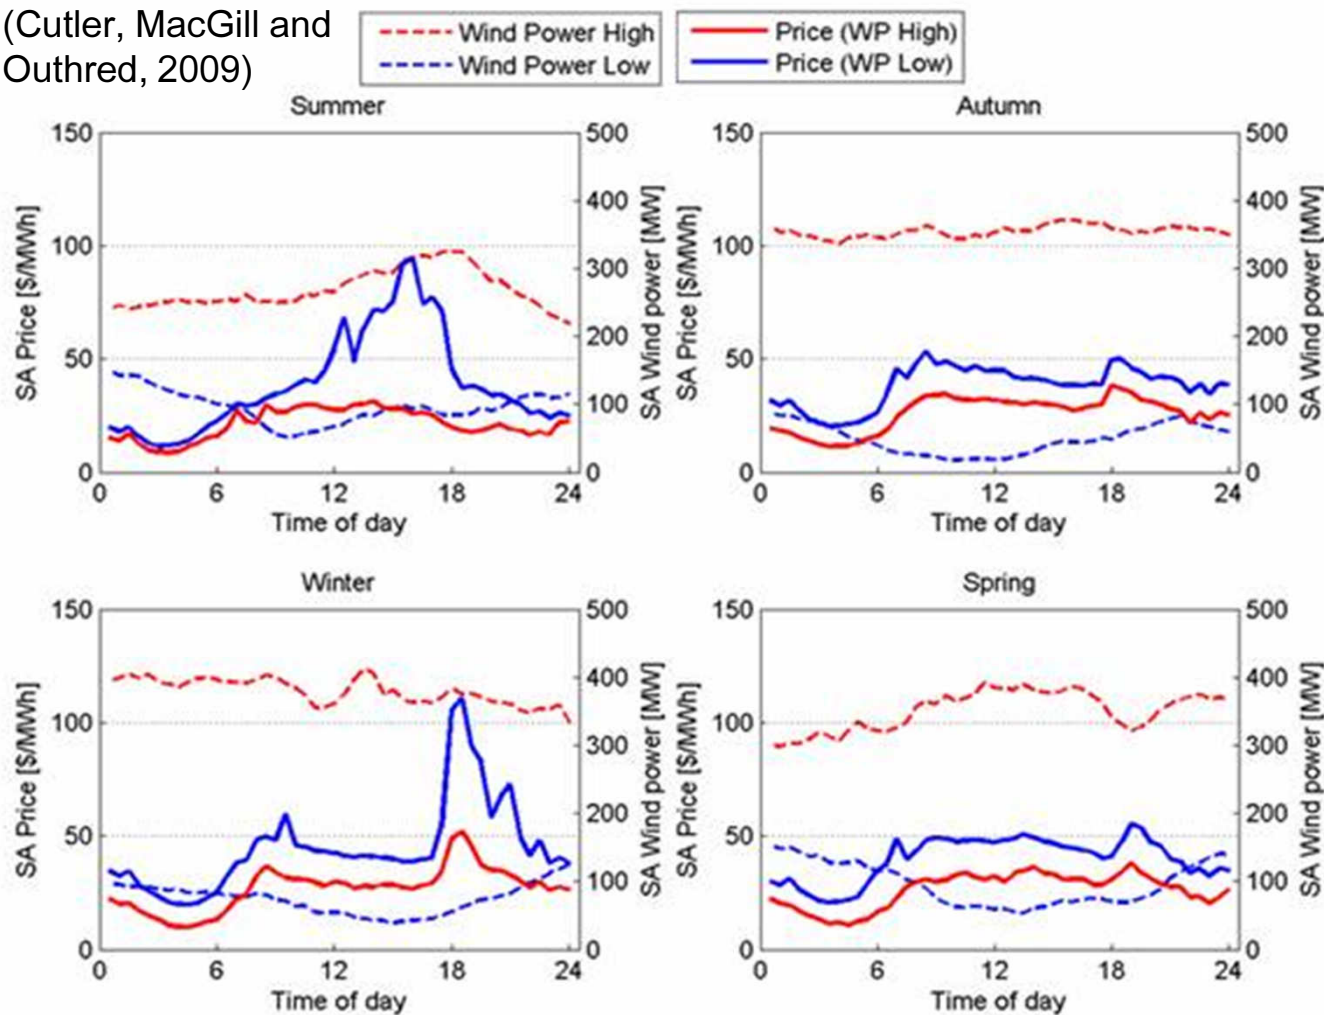 (Cutler, MacGill and
Outhred, 2009)
Wind Power High
Wind Power Low
Price (WP High)
Price (WP Low)
Summer
150
100
50
0
SA Price [$/MWh]
0 6 12 18 24
Time of day
500
400
300
200
100
0
SA Wind power [MW]
Autumn
150
100
50
0
SA Price [$/MWh]
0 6 12 18 24
Time of day
500
400
300
200
100
0
SA Wind power [MW]
Winter
150
100
50
0
SA Price [$/MWh]
0 6 12 18 24
Time of day
500
400
300
200
100
0
SA Wind power [MW]
Spring
150
100
50
0
SA Price [$/MWh]
0 6 12 18 24
Time of day
500
400
300
200
100
0
SA Wind power [MW]